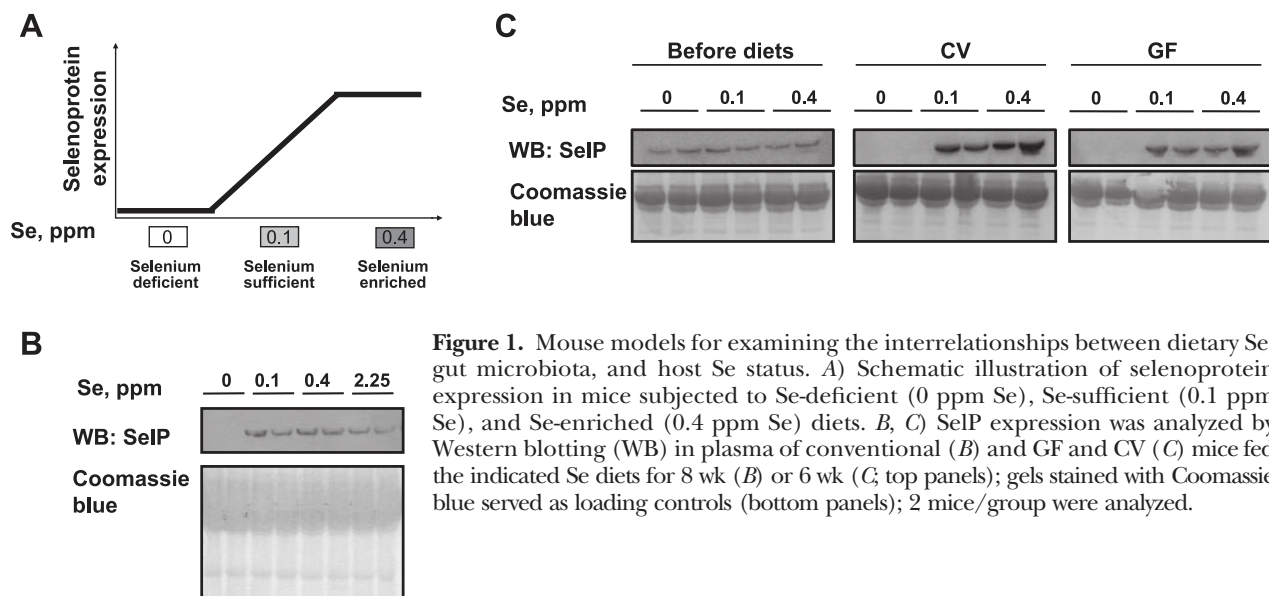 A
Selenoprotein
expression
Se, ppm
0
0.1
0.4
Selenium
deficient
Selenium
sufficient
Selenium
enriched
C
Before diets
CV
GF
Se, ppm
0 0.1 0.4
0 0.1 0.4
0 0.1 0.4
WB: SelP
Coomassie
blue
B
Se, ppm
0 0.1 0.4 2.25
WB: SelP
Coomassie
blue
Figure 1. Mouse models for examining the interrelationships between dietary Se
gut microbiota, and host Se status. A) Schematic illustration of selenoprotein
expression in mice subjected to Se-deficient (0 ppm Se), Se-sufficient (0.1 ppm
Se), and Se-enriched (0.4 ppm Se) diets. B, C) SelP expression was analyzed by
Western blotting (WB) in plasma of conventional (B) and GF and CV (C) mice fed
the indicated Se diets for 8 wk (B) or 6 wk (C; top panels); gels stained with Coomassie
blue served as loading controls (bottom panels); 2 mice/group were analyzed.